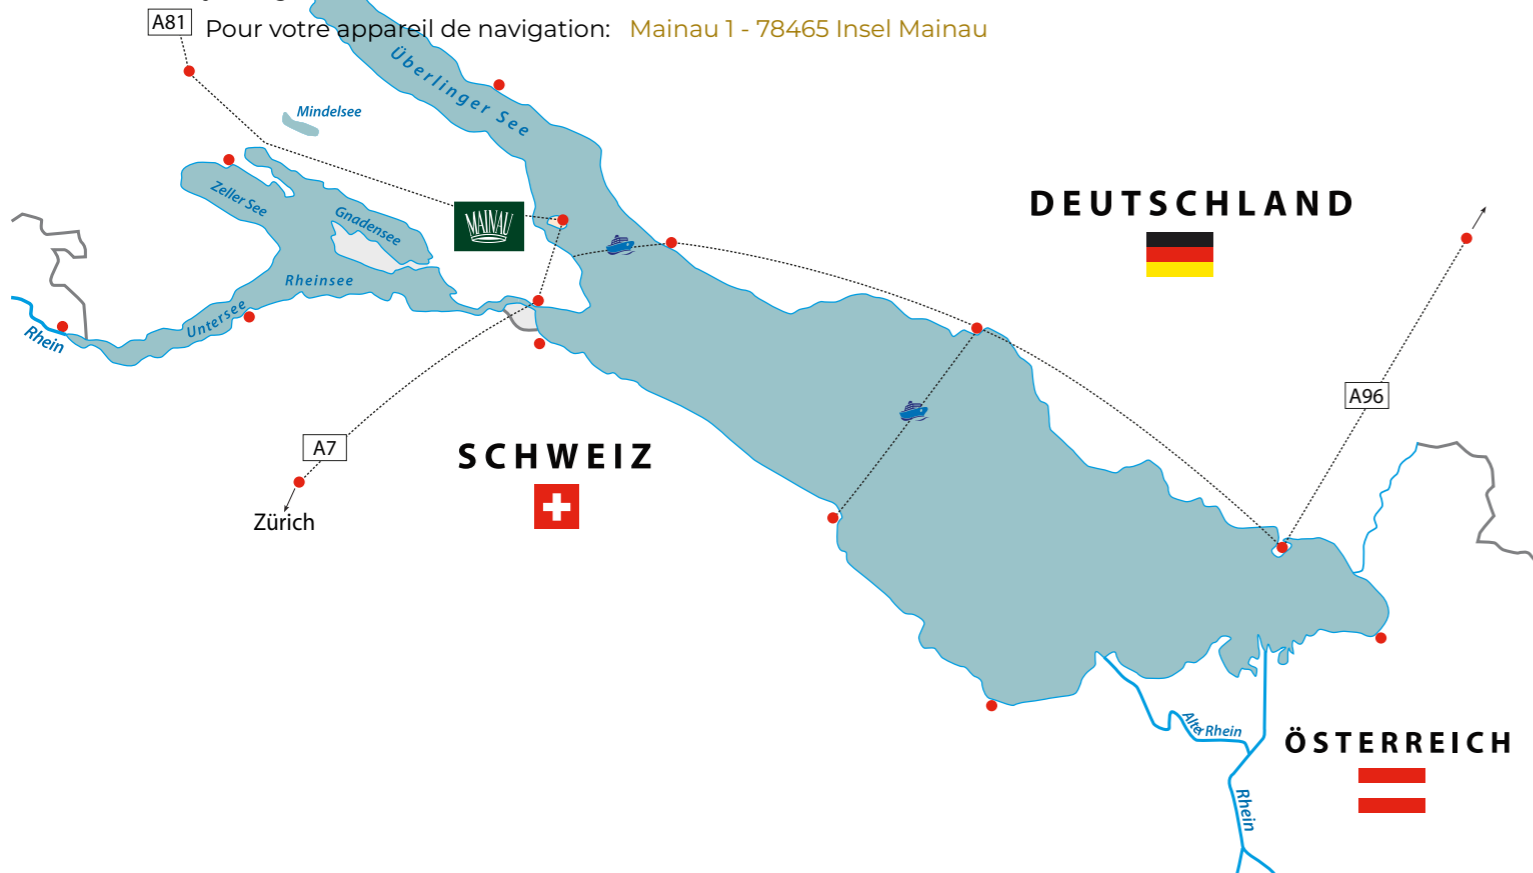 A81
Pour votre appareil de navigation: Mainau 1 - 78465 Insel Mainau
Überlinger See
Mindelsee
Zeller See
Gnadensee
MAINAU
DEUTSCHLAND
Rheinsee
Untersee
Rhein
A96
A7
SCHWEIZ
Zürich
Alter Rhein
ÖSTERREICH
Rhein